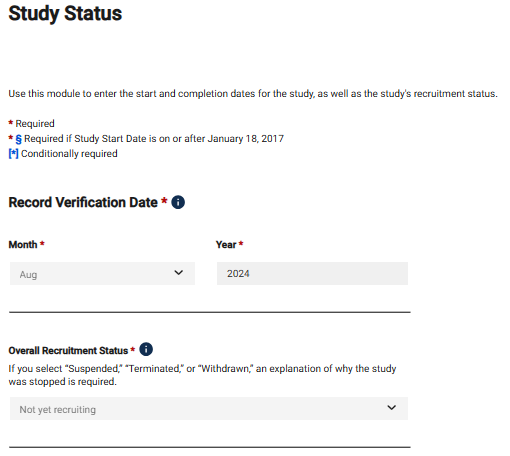 Study Status
Use this module to enter the start and completion dates for the study, as well as the study's recruitment status.
* Required
* § Required if Study Start Date is on or after January 18, 2017
[*] Conditionally required
Record Verification Date * i
Month * Year *
Aug 2024
Overall Recruitment Status * i
If you select "Suspended," "Terminated," or "Withdrawn," an explanation of why the study
was stopped is required.
Not yet recruiting